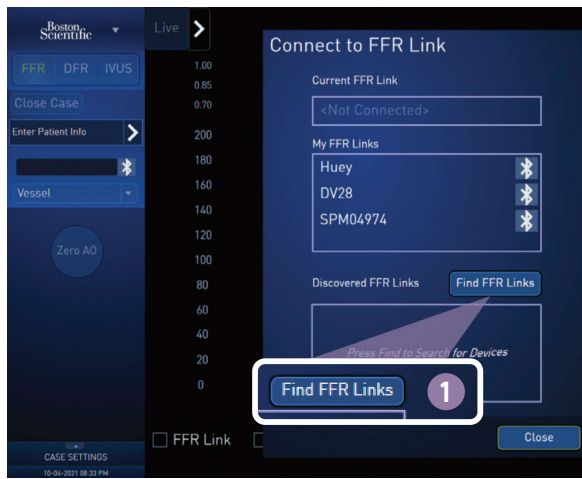 Boston
Scientific
FFR DFR IVUS
Close Case
Enter Patient Info
Vessel
Zero AO
CASE SETTINGS
10-04-2021 08:33 PM
Live
1.00
0.85
0.70
200
180
160
140
120
100
80
60
40
20
0
FFR Link
Connect to FFR Link
Current FFR Link
<Not Connected>
My FFR Links
Huey
DV28
SPM04974
Discovered FFR Links
Find FFR Links
Press Find to Search for Devices
Find FFR Links
1
Close